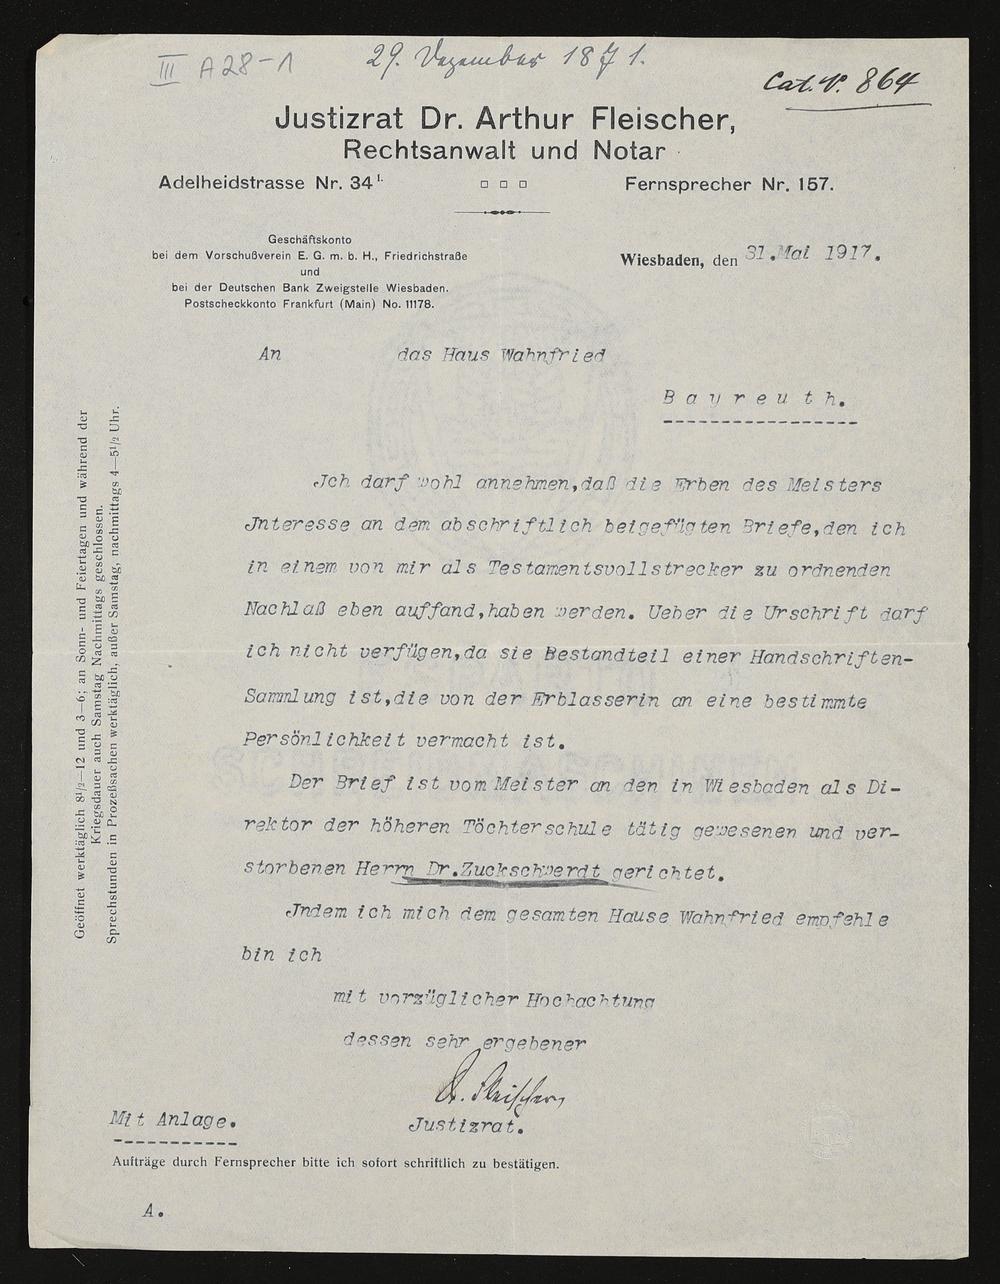 III A28-1
29. Dezember 1871.
Cat. N. 864
Justizrat Dr. Arthur Fleischer,
Rechtsanwalt und Notar
Adelheidstrasse Nr. 34 I.
Fernsprecher Nr. 157.
Geschäftskonto
bei dem Vorschußverein E. G. m. b. H., Friedrichstraße
und
bei der Deutschen Bank Zweigstelle Wiesbaden.
Postscheckkonto Frankfurt (Main) No. 11178.
Wiesbaden, den 31.Mai 1917.
An das Haus Wahnfried
Bayreuth.
Jch darf wohl annehmen,daß die Erben des Meisters
Jnteresse an dem abschriftlich beigefügten Briefe,den ich
in einem von mir als Testamentsvollstrecker zu ordnenden
Nachlaß eben auffand,haben werden. Ueber die Urschrift darf
ich nicht verfügen,da sie Bestandteil einer Handschriften-
Sammlung ist,die von der Erblasserin an eine bestimmte
Persönlichkeit vermacht ist.
Der Brief ist vom Meister an den in Wiesbaden als Di-
rektor der höheren Töchterschule tätig gewesenen und ver-
storbenen Herrn Dr.Zuckschwerdt gerichtet.
Jndem ich mich dem gesamten Hause Wahnfried empfehle
bin ich
mit vorzüglicher Hochachtung
dessen sehr ergebener
A. Fleischer
Justizrat.
Mit Anlage.
Aufträge durch Fernsprecher bitte ich sofort schriftlich zu bestätigen.
A.
Geöffnet werktäglich 8½—12 und 3—6; an Sonn- und Feiertagen und während der
Kriegsdauer auch Samstag Nachmittags geschlossen.
Sprechstunden in Prozeßsachen werktäglich, außer Samstag, nachmittags 4—5½ Uhr.